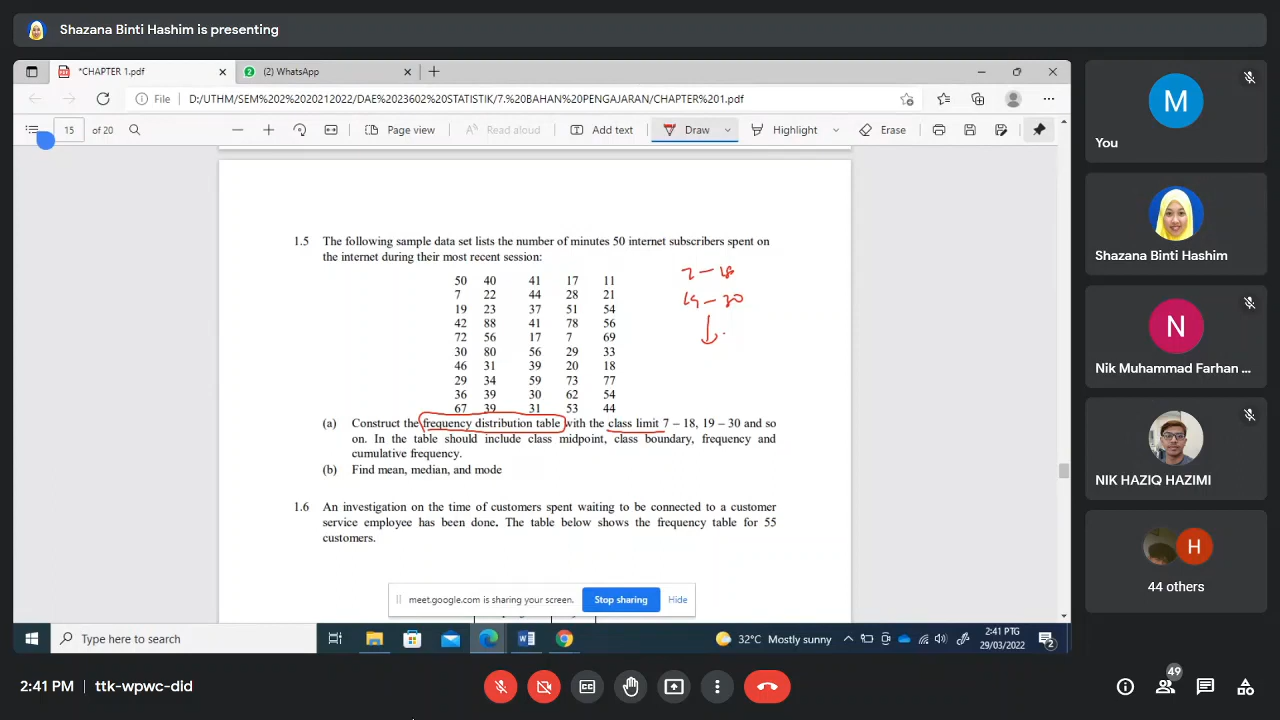 Shazana Binti Hashim is presenting
*CHAPTER 1.pdf
(2) WhatsApp
File
D:/UTHM/SEM%202%2020212022/DAE%2023602%20STATISTIK/7.%20BAHAN%20PENGAJARAN/CHAPTER%201.pdf
15 of 20
Page view
Read aloud
Add text
Draw
Highlight
Erase
1.5 The following sample data set lists the number of minutes 50 internet subscribers spent on
the internet during their most recent session:
50 40 41 17 11
7 22 44 28 21
19 23 37 51 54
42 88 41 78 56
72 56 17 7 69
30 80 56 29 33
46 31 39 20 18
29 34 59 73 77
36 39 30 62 54
67 39 31 53 44
7 – 18
19 – 30
(a) Construct the frequency distribution table with the class limit 7 – 18, 19 – 30 and so
on. In the table should include class midpoint, class boundary, frequency and
cumulative frequency.
(b) Find mean, median, and mode
1.6 An investigation on the time of customers spent waiting to be connected to a customer
service employee has been done. The table below shows the frequency table for 55
customers.
meet.google.com is sharing your screen.
Stop sharing
Hide
Type here to search
32°C Mostly sunny
2:41 PTG
29/03/2022
2
M
You
Shazana Binti Hashim
N
Nik Muhammad Farhan ...
NIK HAZIQ HAZIMI
H
44 others
2:41 PM
ttk-wpwc-did
49